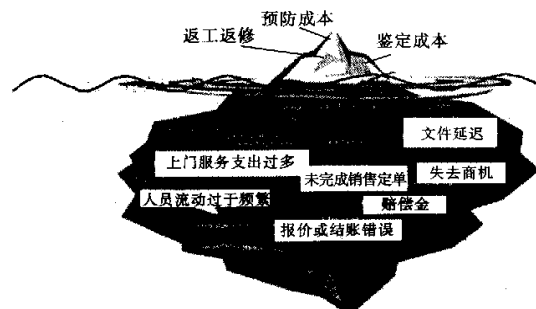 预防成本
返工返修
鉴定成本
文件延迟
上门服务支出过多
未完成销售定单
失去商机
人员流动过于频繁
赔偿金
报价或结账错误